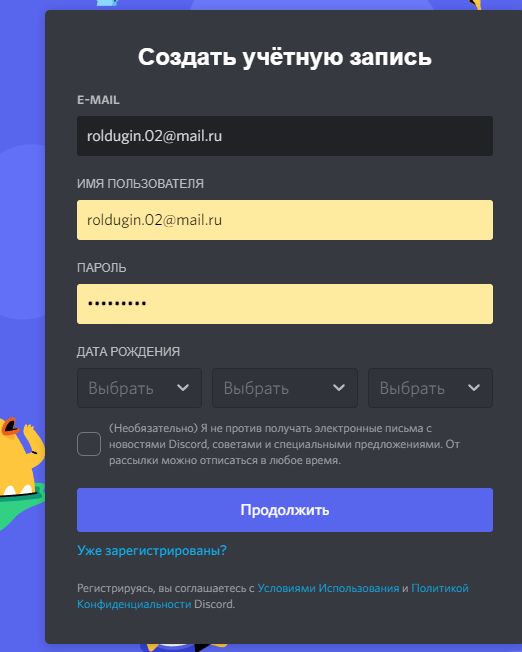 Создать учётную запись
E-MAIL
roldugin.02@mail.ru
ИМЯ ПОЛЬЗОВАТЕЛЯ
roldugin.02@mail.ru
ПАРОЛЬ
•••••••••
ДАТА РОЖДЕНИЯ
Выбрать Выбрать Выбрать
(Необязательно) Я не против получать электронные письма с
новостями Discord, советами и специальными предложениями. От
рассылки можно отписаться в любое время.
Продолжить
Уже зарегистрированы?
Регистрируясь, вы соглашаетесь с Условиями Использования и Политикой
Конфиденциальности Discord.